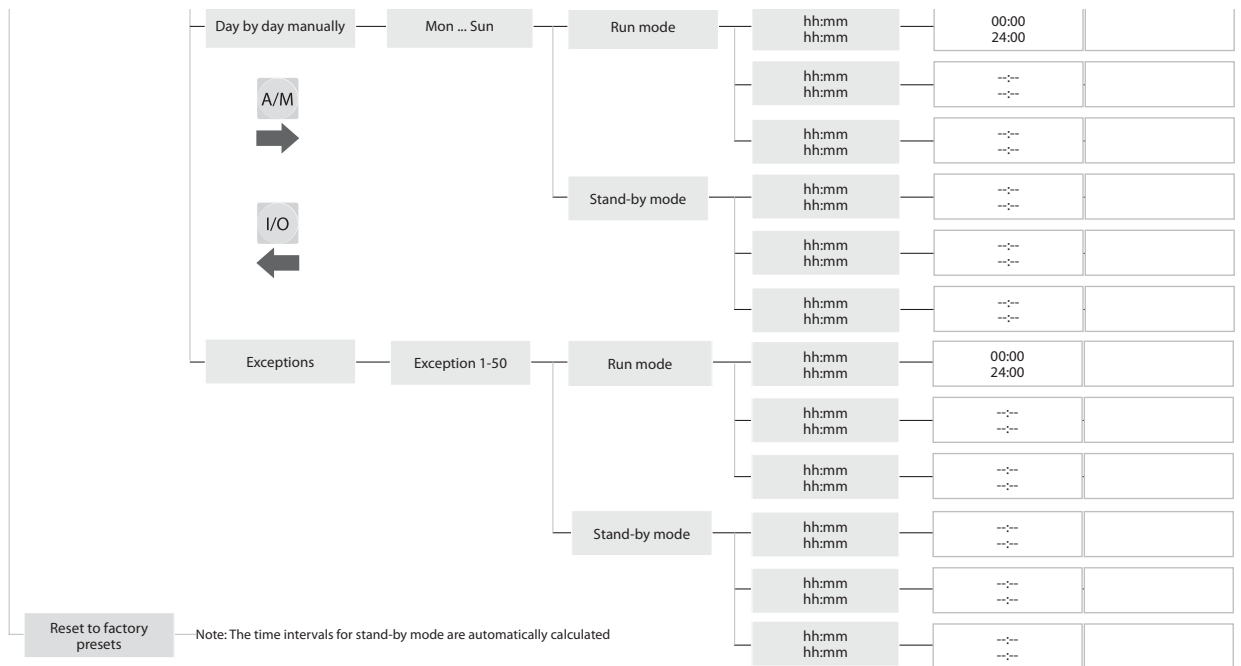 Day by day manually
Mon ... Sun
Run mode
hh:mm
hh:mm
00:00
24:00
hh:mm
hh:mm
--:--
--:--
hh:mm
hh:mm
--:--
--:--
A/M
Stand-by mode
hh:mm
hh:mm
--:--
--:--
hh:mm
hh:mm
--:--
--:--
hh:mm
hh:mm
--:--
--:--
I/O
Exceptions
Exception 1-50
Run mode
hh:mm
hh:mm
00:00
24:00
hh:mm
hh:mm
--:--
--:--
hh:mm
hh:mm
--:--
--:--
Stand-by mode
hh:mm
hh:mm
--:--
--:--
hh:mm
hh:mm
--:--
--:--
hh:mm
hh:mm
--:--
--:--
Reset to factory
presets
Note: The time intervals for stand-by mode are automatically calculated